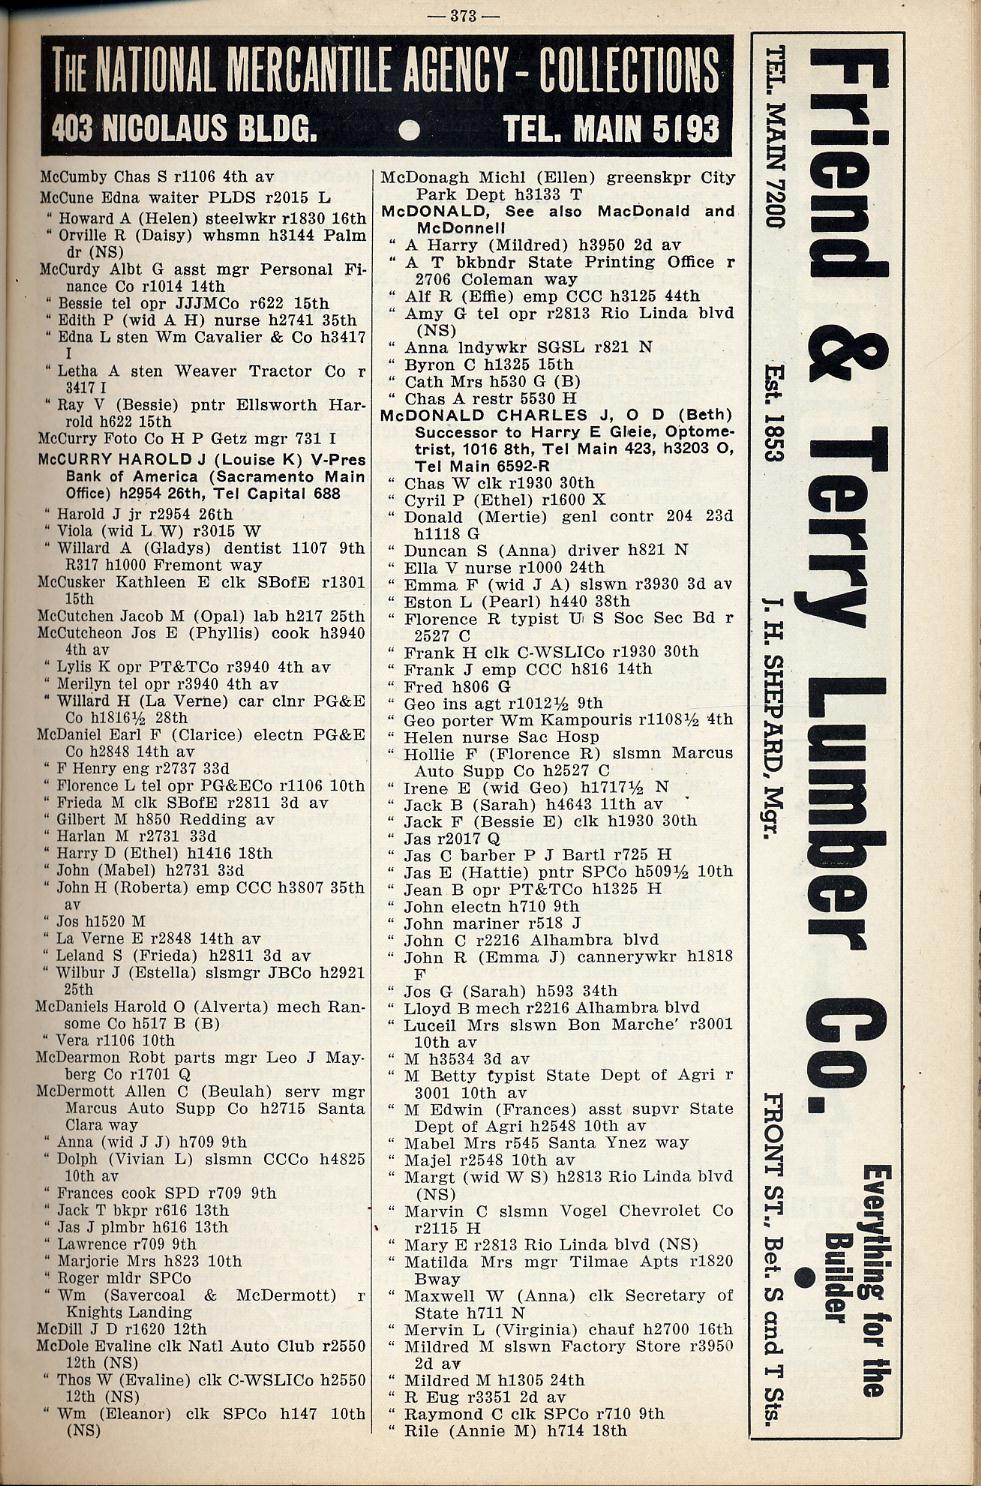 — 373 —
THE NATIONAL MERCANTILE AGENCY - COLLECTIONS
403 NICOLAUS BLDG. ● TEL. MAIN 5193
McCumby Chas S r1106 4th av
McCune Edna waiter PLDS r2015 L
“ Howard A (Helen) steelwkr r1830 16th
“ Orville R (Daisy) whsmn h3144 Palm
dr (NS)
McCurdy Albt G asst mgr Personal Fi-
nance Co r1014 14th
“ Bessie tel opr JJJMCo r622 15th
“ Edith P (wid A H) nurse h2741 35th
“ Edna L sten Wm Cavalier & Co h3417
I
“ Letha A sten Weaver Tractor Co r
3417 I
“ Ray V (Bessie) pntr Ellsworth Har-
rold h622 15th
McCurry Foto Co H P Getz mgr 731 I
McCURRY HAROLD J (Louise K) V-Pres
Bank of America (Sacramento Main
Office) h2954 26th, Tel Capital 688
“ Harold J jr r2954 26th
“ Viola (wid L W) r3015 W
“ Willard A (Gladys) dentist 1107 9th
R317 h1000 Fremont way
McCusker Kathleen E clk SBofE r1301
15th
McCutchen Jacob M (Opal) lab h217 25th
McCutcheon Jos E (Phyllis) cook h3940
4th av
“ Lylis K opr PT&TCo r3940 4th av
“ Merilyn tel opr r3940 4th av
“ Willard H (La Verne) car clnr PG&E
Co h1816½ 28th
McDaniel Earl F (Clarice) electn PG&E
Co h2848 14th av
“ F Henry eng r2737 33d
“ Florence L tel opr PG&ECo r1106 10th
“ Frieda M clk SBofE r2811 3d av
“ Gilbert M h850 Redding av
“ Harlan M r2731 33d
“ Harry D (Ethel) h1416 18th
“ John (Mabel) h2731 33d
“ John H (Roberta) emp CCC h3807 35th
av
“ Jos h1520 M
“ La Verne E r2848 14th av
“ Leland S (Frieda) h2811 3d av
“ Wilbur J (Estella) slsmgr JBCo h2921
25th
McDaniels Harold O (Alverta) mech Ran-
some Co h517 B (B)
“ Vera r1106 10th
McDearmon Robt parts mgr Leo J May-
berg Co r1701 Q
McDermott Allen C (Beulah) serv mgr
Marcus Auto Supp Co h2715 Santa
Clara way
“ Anna (wid J J) h709 9th
“ Dolph (Vivian L) slsmn CCCo h4825
10th av
“ Frances cook SPD r709 9th
“ Jack T bkpr r616 13th
“ Jas J plmbr h616 13th
“ Lawrence r709 9th
“ Marjorie Mrs h823 10th
“ Roger mldr SPCo
“ Wm (Savercoal & McDermott) r
Knights Landing
McDill J D r1620 12th
McDole Evaline clk Natl Auto Club r2550
12th (NS)
“ Thos W (Evaline) clk C-WSLICo h2550
12th (NS)
“ Wm (Eleanor) clk SPCo h147 10th
(NS)
McDonagh Michl (Ellen) greenskpr City
Park Dept h3133 T
McDONALD, See also MacDonald and
McDonnell
“ A Harry (Mildred) h3950 2d av
“ A T bkbndr State Printing Office r
2706 Coleman way
“ Alf R (Effie) emp CCC h3125 44th
“ Amy G tel opr r2813 Rio Linda blvd
(NS)
“ Anna lndywkr SGSL r821 N
“ Byron C h1325 15th
“ Cath Mrs h530 G (B)
“ Chas A restr 5530 H
McDONALD CHARLES J, O D (Beth)
Successor to Harry E Gleie, Optome-
trist, 1016 8th, Tel Main 423, h3203 O,
Tel Main 6592-R
“ Chas W clk r1930 30th
“ Cyril P (Ethel) r1600 X
“ Donald (Mertie) genl contr 204 23d
h1118 G
“ Duncan S (Anna) driver h821 N
“ Ella V nurse r1000 24th
“ Emma F (wid J A) slswn r3930 3d av
“ Eston L (Pearl) h440 38th
“ Florence R typist U S Soc Sec Bd r
2527 C
“ Frank H clk C-WSLICo r1930 30th
“ Frank J emp CCC h816 14th
“ Fred h806 G
“ Geo ins agt r1012½ 9th
“ Geo porter Wm Kampouris r1108½ 4th
“ Helen nurse Sac Hosp
“ Hollie F (Florence R) slsmn Marcus
Auto Supp Co h2527 C
“ Irene E (wid Geo) h1717½ N
“ Jack B (Sarah) h4643 11th av
“ Jack F (Bessie E) clk h1930 30th
“ Jas r2017 Q
“ Jas C barber P J Bartl r725 H
“ Jas E (Hattie) pntr SPCo h509½ 10th
“ Jean B opr PT&TCo h1325 H
“ John electn h710 9th
“ John mariner r518 J
“ John C r2216 Alhambra blvd
“ John R (Emma J) cannerywkr h1818
F
“ Jos G (Sarah) h593 34th
“ Lloyd B mech r2216 Alhambra blvd
“ Luceil Mrs slswn Bon Marche' r3001
10th av
“ M h3534 3d av
“ M Betty typist State Dept of Agri r
3001 10th av
“ M Edwin (Frances) asst supvr State
Dept of Agri h2548 10th av
“ Mabel Mrs r545 Santa Ynez way
“ Majel r2548 10th av
“ Margt (wid W S) h2813 Rio Linda blvd
(NS)
“ Marvin C slsmn Vogel Chevrolet Co
r2115 H
“ Mary E r2813 Rio Linda blvd (NS)
“ Matilda Mrs mgr Tilmae Apts r1820
Bway
“ Maxwell W (Anna) clk Secretary of
State h711 N
“ Mervin L (Virginia) chauf h2700 16th
“ Mildred M slswn Factory Store r3950
2d av
“ Mildred M h1305 24th
“ R Eug r3351 2d av
“ Raymond C clk SPCo r710 9th
“ Rile (Annie M) h714 18th
Friend & Terry Lumber Co.
Everything for the
Builder
●
TEL. MAIN 7200 Est. 1853 J. H. SHEPARD, Mgr. FRONT ST., Bet. S and T Sts.